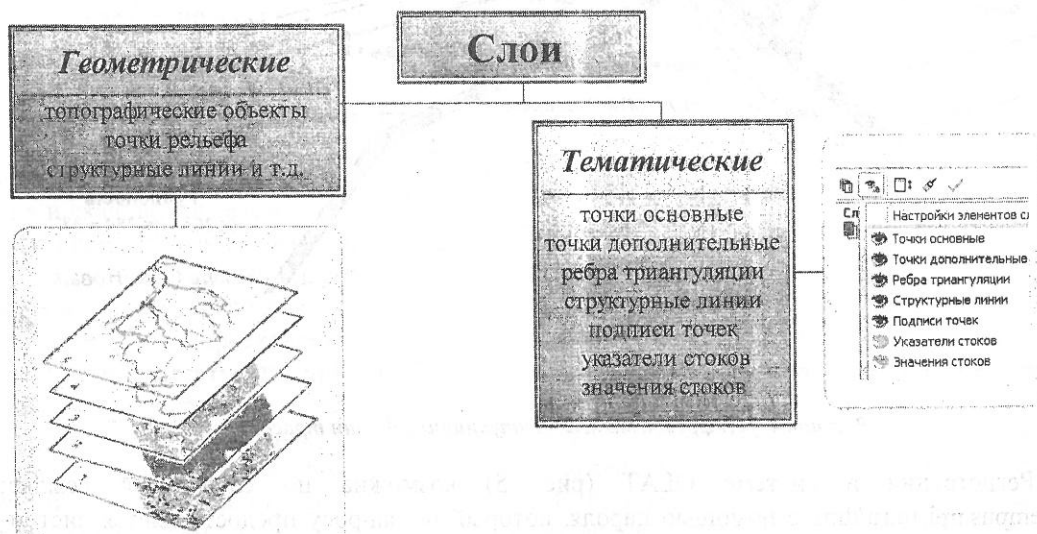 Слои
Геометрические
топографические объекты
точки рельефа
структурные линии и т.д.
Тематические
точки основные
точки дополнительные
ребра триангуляции
структурные линии
подписи точек
указатели стоков
значения стоков
Сл
Настройки элементов сл
Точки основные
Точки дополнительные
Ребра триангуляции
Структурные линии
Подписи точек
Указатели стоков
Значения стоков